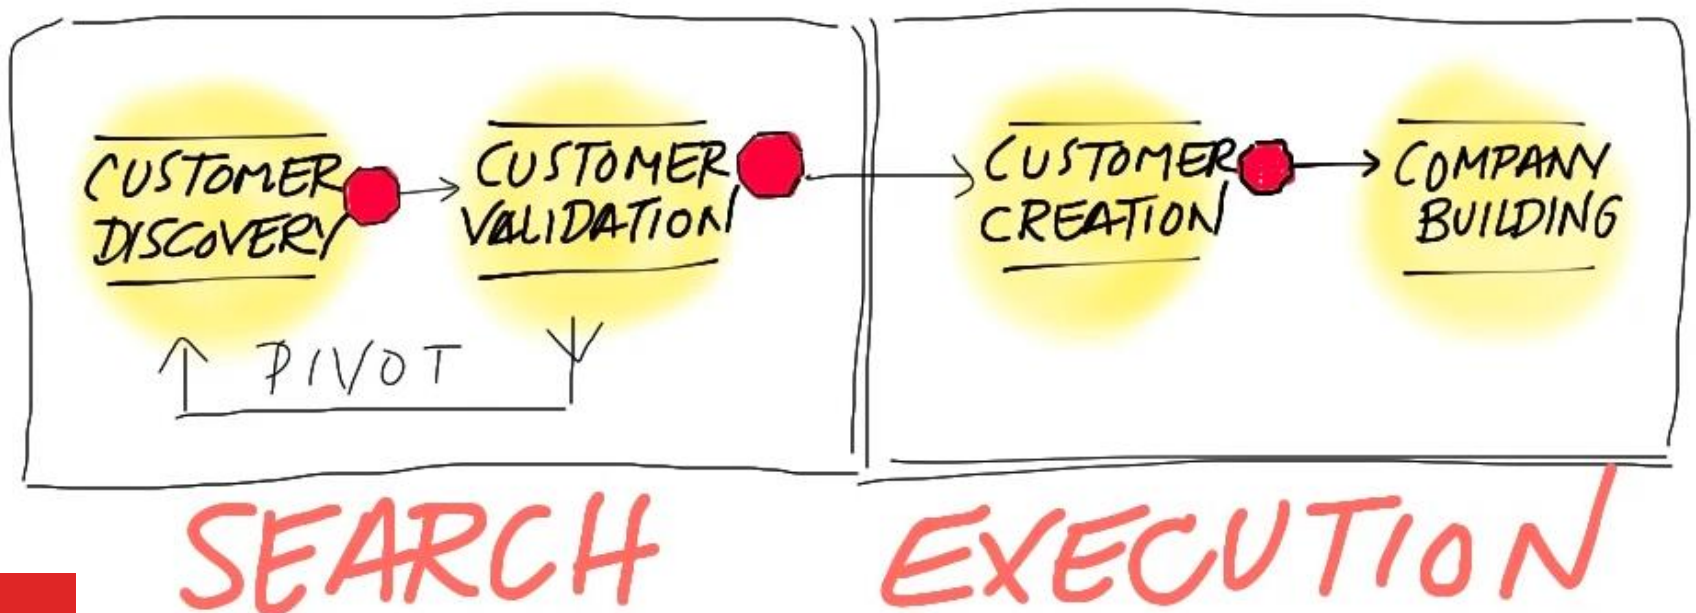 CUSTOMER
DISCOVERY
CUSTOMER
VALIDATION
PIVOT
CUSTOMER
CREATION
COMPANY
BUILDING
SEARCH
EXECUTION